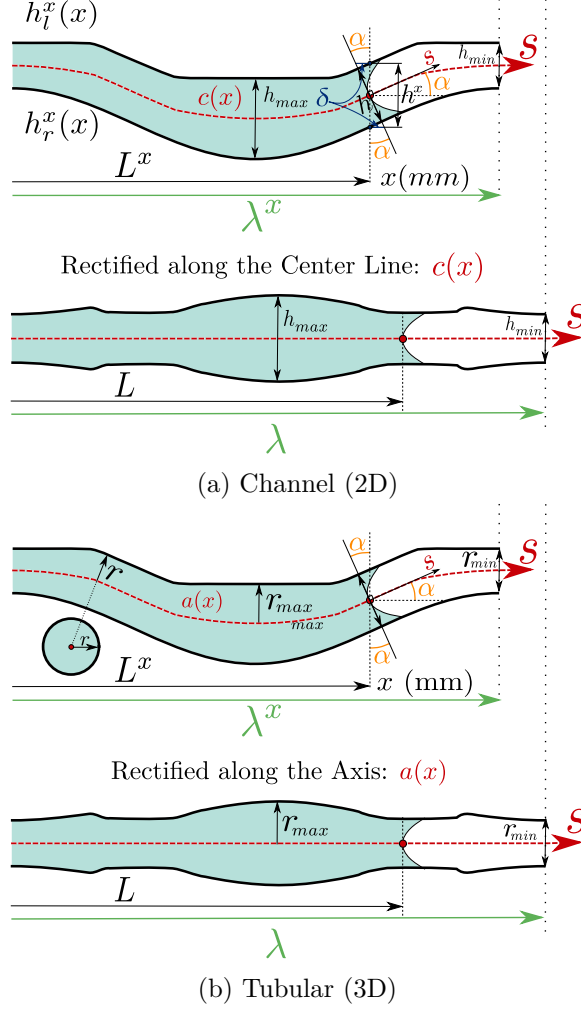 h_l^x(x)
α
s
h_min
S
c(x)
h_max
δ
h
h^x
α
h_r^x(x)
α
L^x
x(mm)
λ^x
Rectified along the Center Line: c(x)
h_max
h_min
S
L
λ
(a) Channel (2D)
α
r
s
r_min
S
a(x)
r_max
max
α
r
α
L^x
x (mm)
λ^x
Rectified along the Axis: a(x)
r_max
r_min
S
L
λ
(b) Tubular (3D)